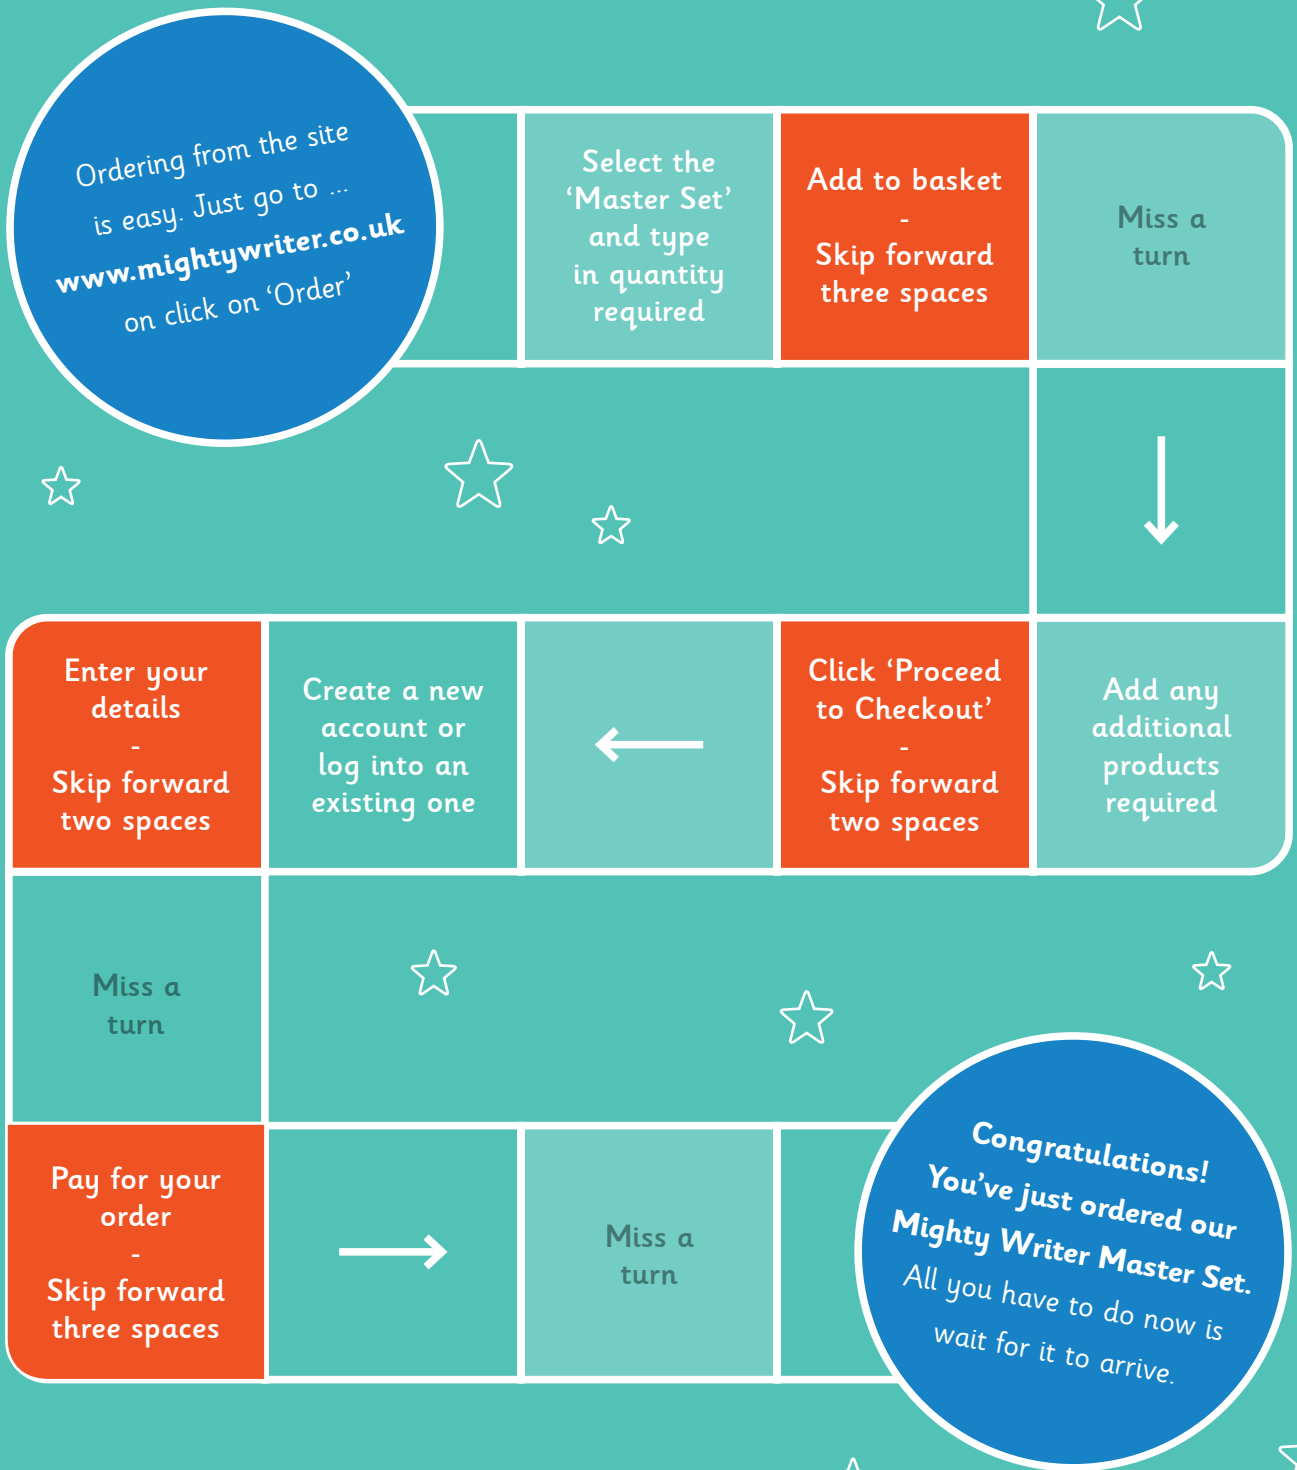 Ordering from the site
is easy. Just go to ...
www.mightywriter.co.uk
on click on ‘Order’
Select the
‘Master Set’
and type
in quantity
required
Add to basket
-
Skip forward
three spaces
Miss a
turn
Add any
additional
products
required
Click ‘Proceed
to Checkout’
-
Skip forward
two spaces
Create a new
account or
log into an
existing one
Enter your
details
-
Skip forward
two spaces
Miss a
turn
Pay for your
order
-
Skip forward
three spaces
Miss a
turn
Congratulations!
You’ve just ordered our
Mighty Writer Master Set.
All you have to do now is
wait for it to arrive.